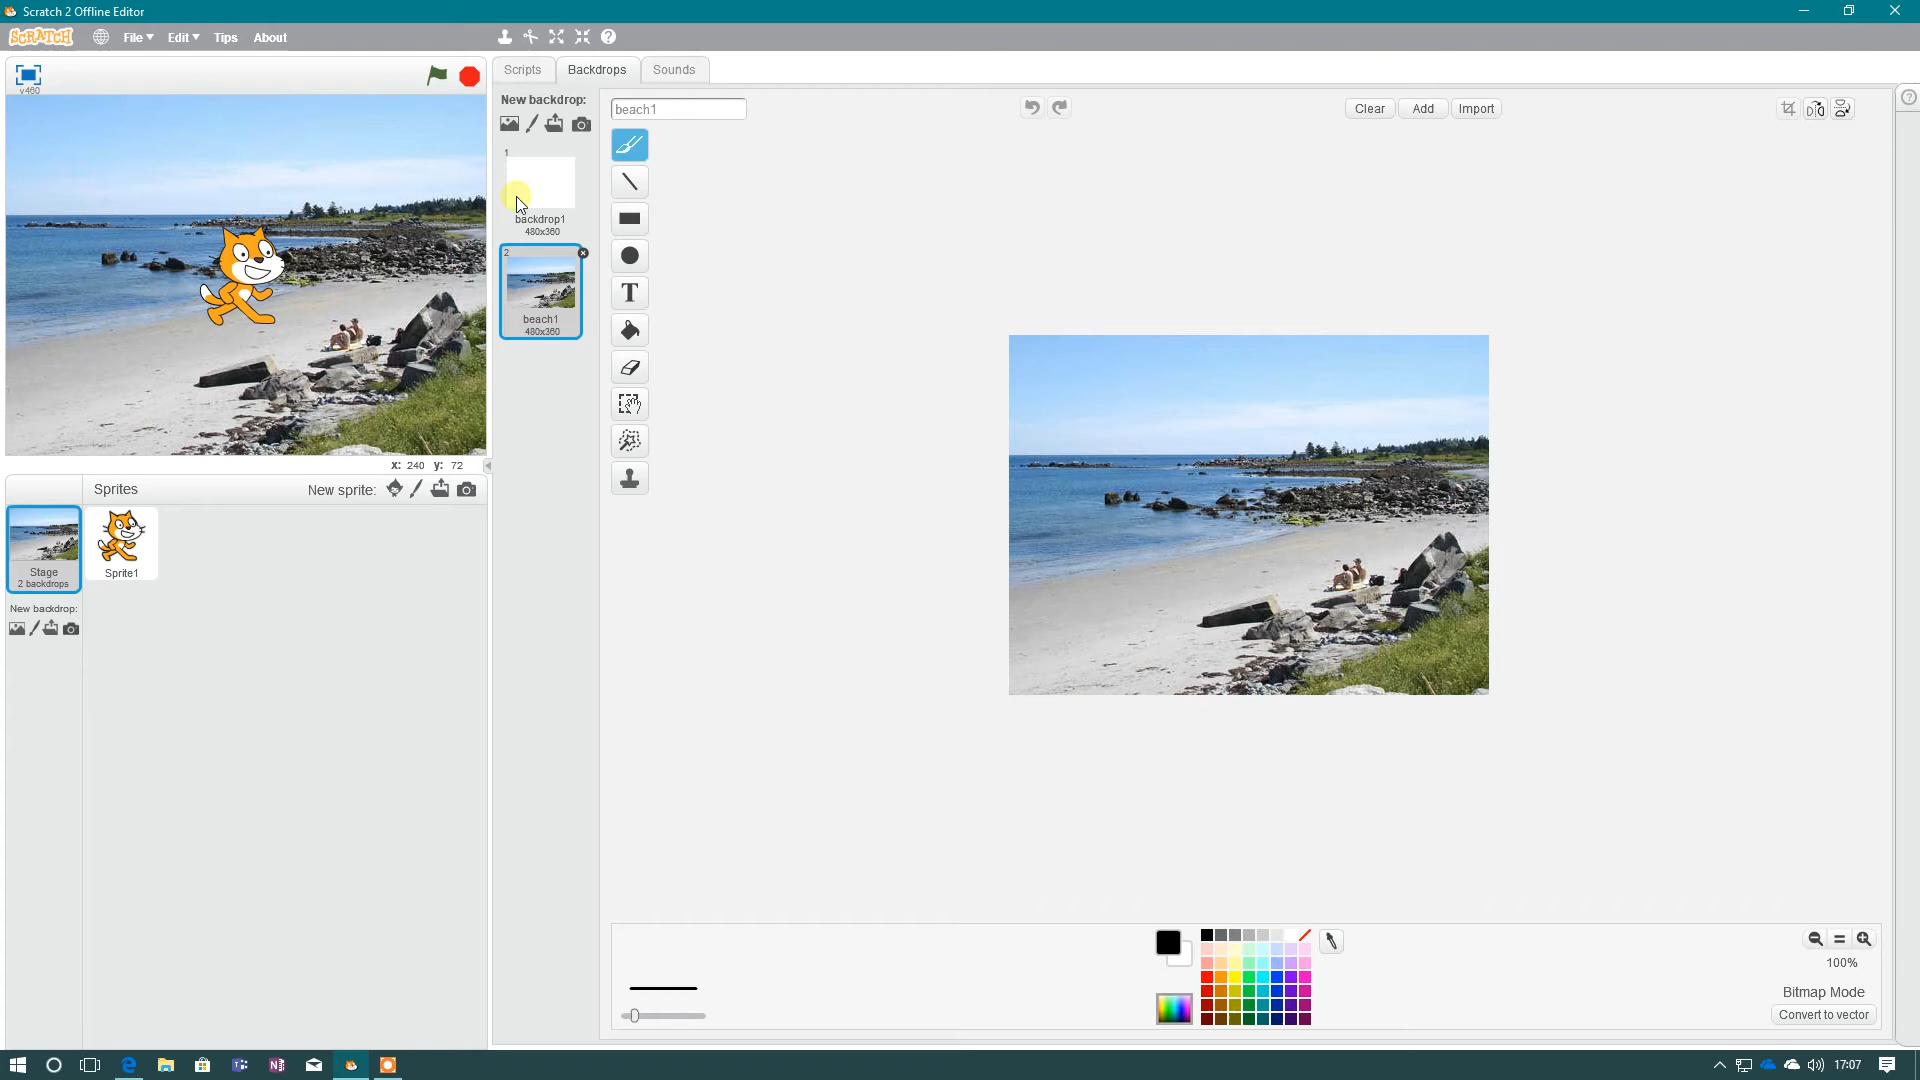 Scratch 2 Offline Editor
SCRATCH File Edit Tips About
v460
Scripts Backdrops Sounds
New backdrop:
beach1
Clear Add Import
1
backdrop1
480x360
2
beach1
480x360
x: 240 y: 72
Sprites New sprite:
Stage
2 backdrops
Sprite1
New backdrop:
T
100%
Bitmap Mode
Convert to vector
17:07